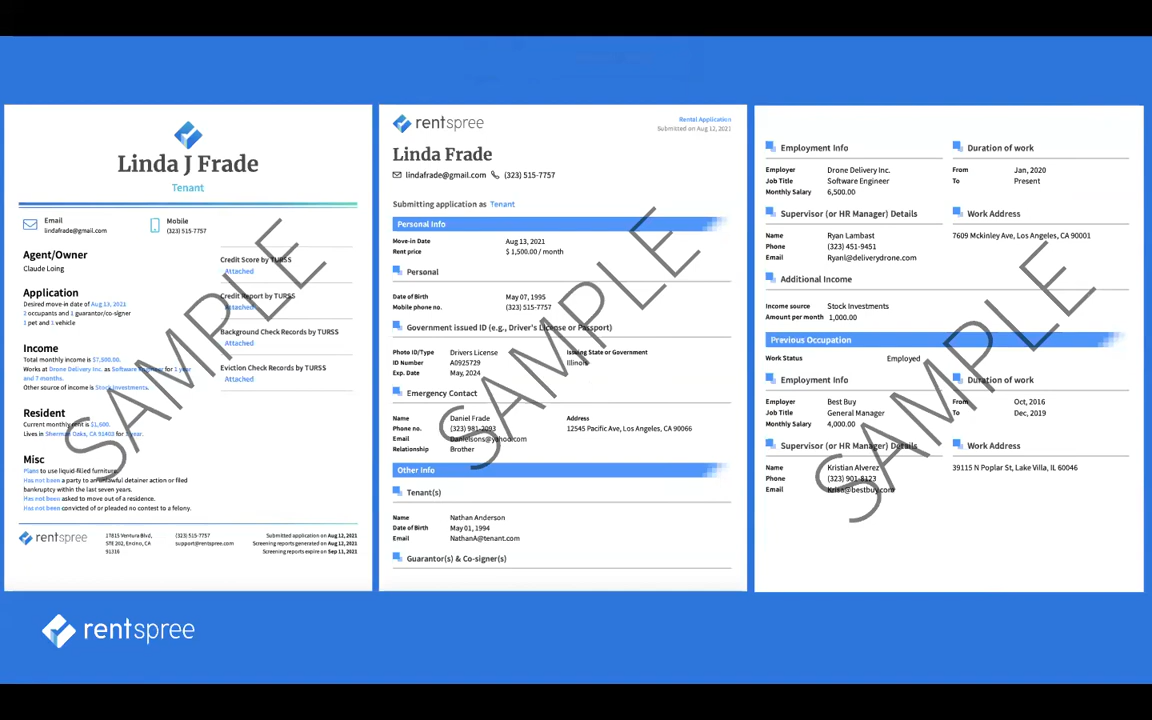 Linda J Frade
Tenant
Email
lindafrade@gmail.com
Mobile
(323) 515-7757
Agent/Owner
Claude Loing
Application
Desired move-in date of Aug 13, 2021
2 occupants and 1 guarantor/co-signer
1 pet and 1 vehicle
Income
Total monthly income is $7,500.00.
Works at Drone Delivery Inc. as Software Engineer for 1 year
and 7 months.
Other source of income is Stock Investments.
Resident
Current monthly rent is $1,600.
Lives in Sherman Oaks, CA 91403 for 1 year.
Misc
Plans to use liquid-filled furniture.
Has not been a party to an unlawful detainer action or filed
bankruptcy within the last seven years.
Has not been asked to move out of a residence.
Has not been convicted of or pleaded no contest to a felony.
Credit Score by TURSS
Attached
Credit Report by TURSS
Attached
Background Check Records by TURSS
Attached
Eviction Check Records by TURSS
Attached
SAMPLE
rentspree
17815 Ventura Blvd,
STE 202, Encino, CA
91316
(323) 515-7757
support@rentspree.com
Submitted application on Aug 12, 2021
Screening reports generated on Aug 12, 2021
Screening reports expire on Sep 11, 2021
rentspree
Rental Application
Submitted on Aug 12, 2021
Linda Frade
lindafrade@gmail.com (323) 515-7757
Submitting application as Tenant
Personal Info
Move-in Date Aug 13, 2021
Rent price $ 1,500.00 / month
Personal
Date of Birth May 07, 1995
Mobile phone no. (323) 515-7757
Government issued ID (e.g., Driver's License or Passport)
Photo ID/Type Drivers License Issuing State or Government
ID Number A0925729 Illinois
Exp. Date May, 2024
Emergency Contact
Name Daniel Frade Address
Phone no. (323) 981-2093 12545 Pacific Ave, Los Angeles, CA 90066
Email Danielsons@yahool.com
Relationship Brother
Other Info
Tenant(s)
Name Nathan Anderson
Date of Birth May 01, 1994
Email NathanA@tenant.com
Guarantor(s) & Co-signer(s)
SAMPLE
Employment Info Duration of work
Employer Drone Delivery Inc. From Jan, 2020
Job Title Software Engineer To Present
Monthly Salary 6,500.00
Supervisor (or HR Manager) Details Work Address
Name Ryan Lambast 7609 Mckinley Ave, Los Angeles, CA 90001
Phone (323) 451-9451
Email Ryanl@deliverydrone.com
Additional Income
Income source Stock Investments
Amount per month 1,000.00
Previous Occupation
Work Status Employed
Employment Info Duration of work
Employer Best Buy From Oct, 2016
Job Title General Manager To Dec, 2019
Monthly Salary 4,000.00
Supervisor (or HR Manager) Details Work Address
Name Kristian Alverez 39115 N Poplar St, Lake Villa, IL 60046
Phone (323) 901-8123
Email Krisa@bestbuy.com
SAMPLE
rentspree